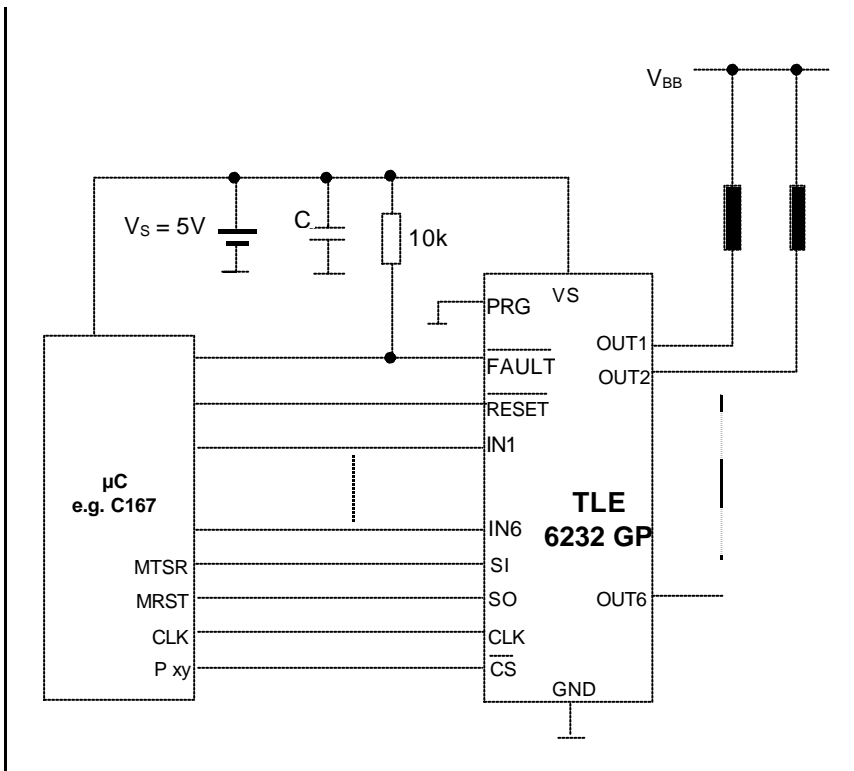 V_BB
V_S = 5V
C
10k
VS
PRG
OUT1
FAULT
OUT2
RESET
IN1
µC
e.g. C167
TLE
6232 GP
IN6
MTSR
SI
MRST
SO
OUT6
CLK
CLK
P xy
CS
GND